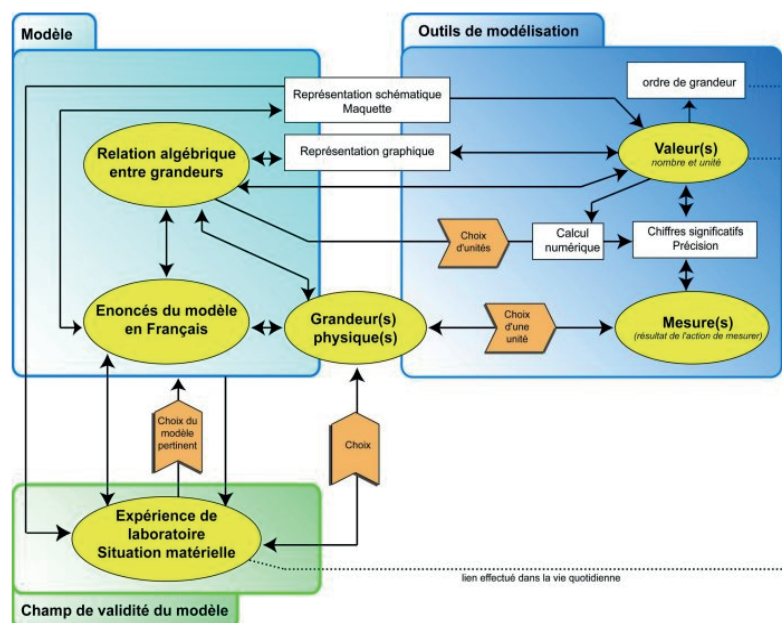 Modèle
Outils de modélisation
ordre de grandeur
Représentation schématique
Maquette
Relation algébrique
entre grandeurs
Représentation graphique
Valeur(s)
nombre et unité
Choix
d'unités
Calcul
numérique
Chiffres significatifs
Précision
Enoncés du modèle
en Français
Grandeur(s)
physique(s)
Choix
d'une
unité
Mesure(s)
(résultat de l'action de mesurer)
Choix du
modèle
pertinent
Choix
Expérience de
laboratoire
Situation matérielle
lien effectué dans la vie quotidienne
Champ de validité du modèle